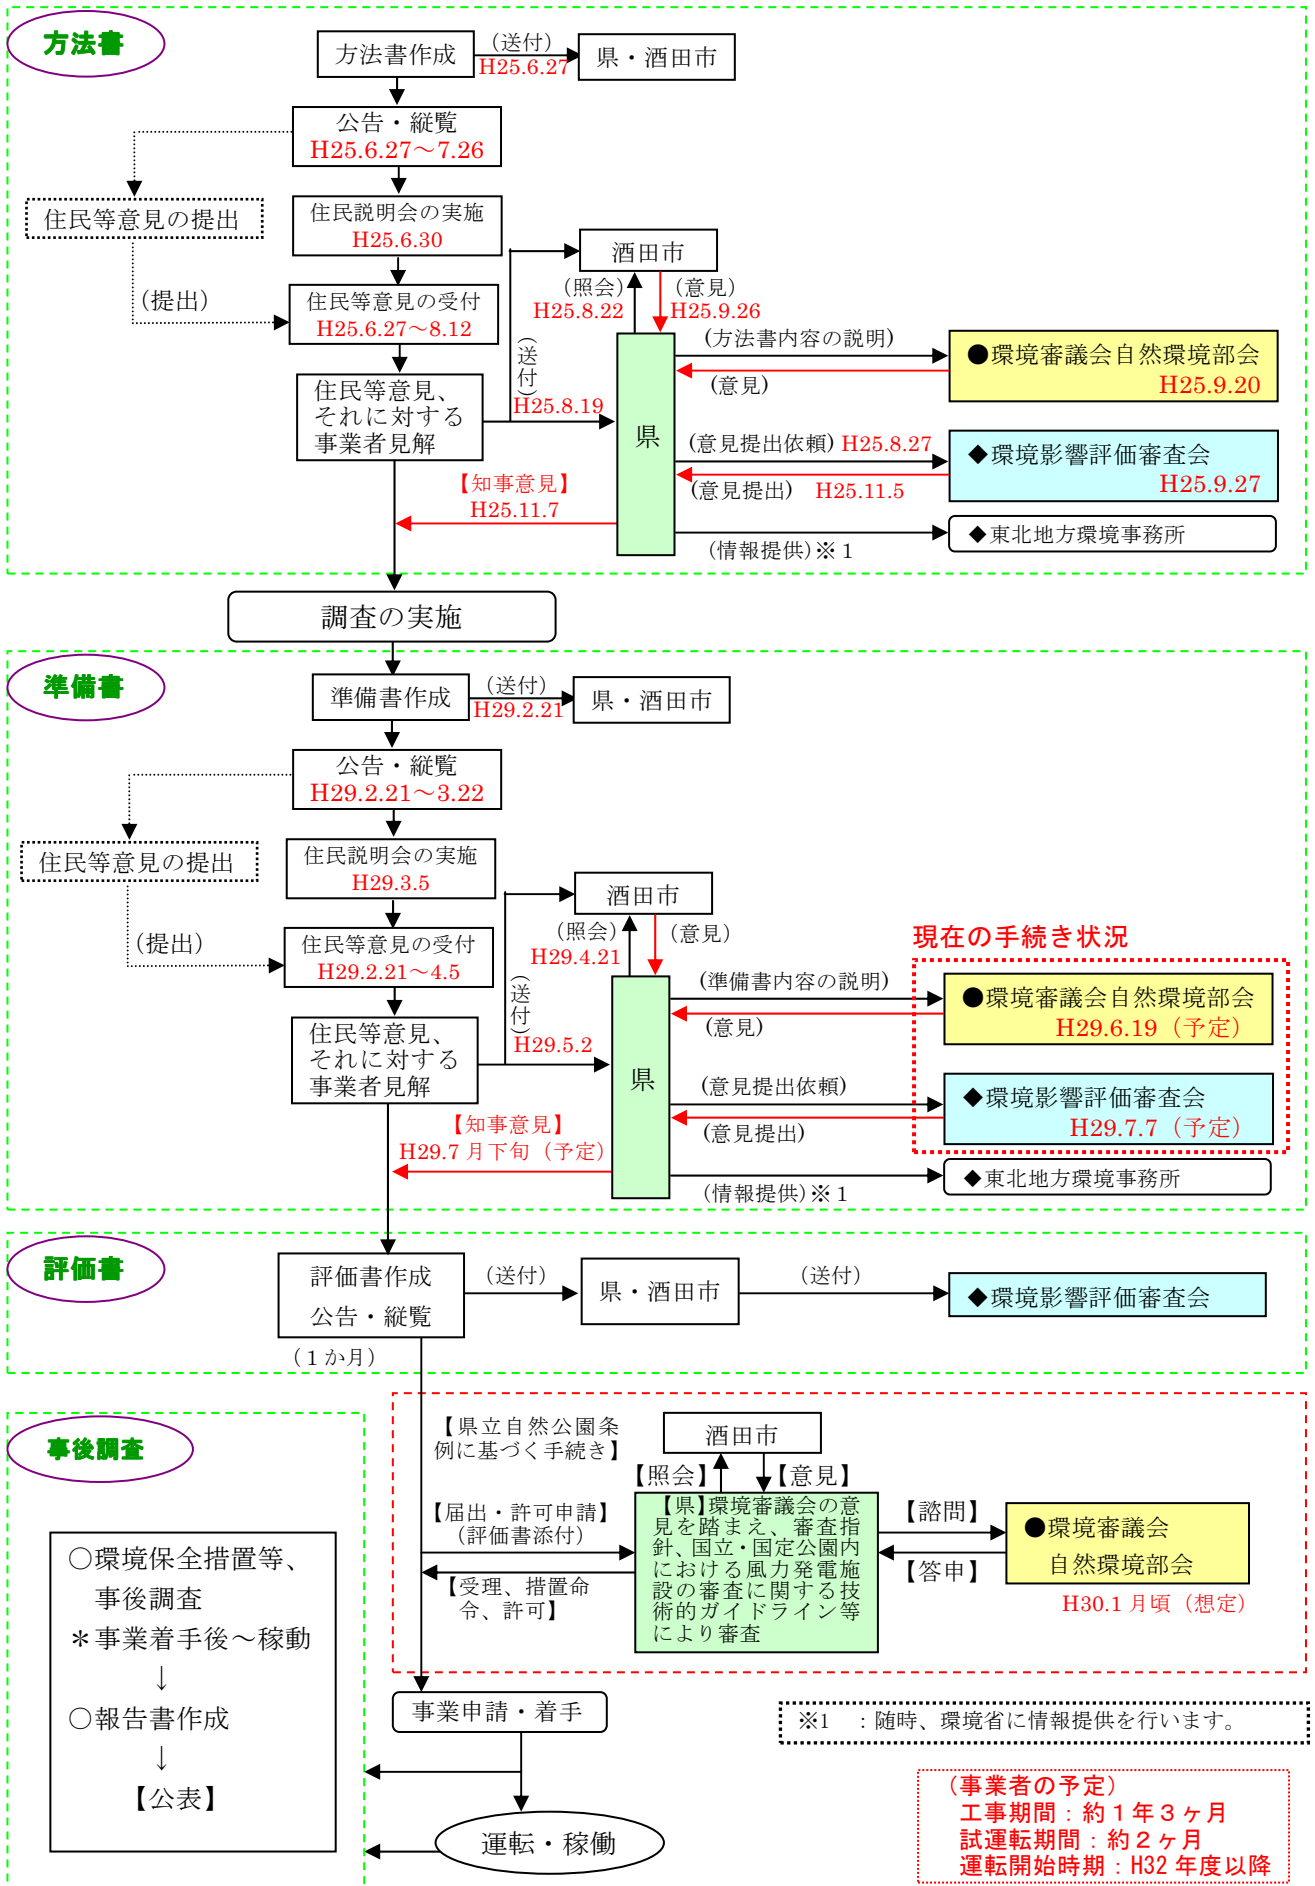 方法書
方法書作成
(送付)
H25.6.27
県・酒田市
公告・縦覧
H25.6.27～7.26
住民等意見の提出
(提出)
住民説明会の実施
H25.6.30
住民等意見の受付
H25.6.27～8.12
住民等意見、
それに対する
事業者見解
(送付)
H25.8.19
酒田市
(照会)
H25.8.22
(意見)
H25.9.26
県
(方法書内容の説明)
(意見)
●環境審議会自然環境部会
H25.9.20
(意見提出依頼) H25.8.27
(意見提出) H25.11.5
◆環境影響評価審査会
H25.9.27
【知事意見】
H25.11.7
(情報提供)※1
◆東北地方環境事務所
調査の実施
準備書
準備書作成
(送付)
H29.2.21
県・酒田市
公告・縦覧
H29.2.21～3.22
住民等意見の提出
(提出)
住民説明会の実施
H29.3.5
住民等意見の受付
H29.2.21～4.5
住民等意見、
それに対する
事業者見解
(送付)
H29.5.2
酒田市
(照会)
H29.4.21
(意見)
県
現在の手続き状況
(準備書内容の説明)
(意見)
●環境審議会自然環境部会
H29.6.19（予定）
(意見提出依頼)
(意見提出)
◆環境影響評価審査会
H29.7.7（予定）
【知事意見】
H29.7月下旬（予定）
(情報提供)※1
◆東北地方環境事務所
評価書
評価書作成
公告・縦覧
（1か月）
(送付)
県・酒田市
(送付)
◆環境影響評価審査会
事後調査
○環境保全措置等、
事後調査
＊事業着手後～稼動
↓
○報告書作成
↓
【公表】
【県立自然公園条
例に基づく手続き】
酒田市
【照会】
【意見】
【届出・許可申請】
(評価書添付)
【受理、措置命
令、許可】
【県】環境審議会の意
見を踏まえ、審査指
針、国立・国定公園内
における風力発電施
設の審査に関する技
術的ガイドライン等
により審査
【諮問】
【答申】
●環境審議会
自然環境部会
H30.1月頃（想定）
事業申請・着手
運転・稼働
※1 ：随時、環境省に情報提供を行います。
（事業者の予定）
工事期間：約１年３ヶ月
試運転期間：約２ヶ月
運転開始時期：H32年度以降